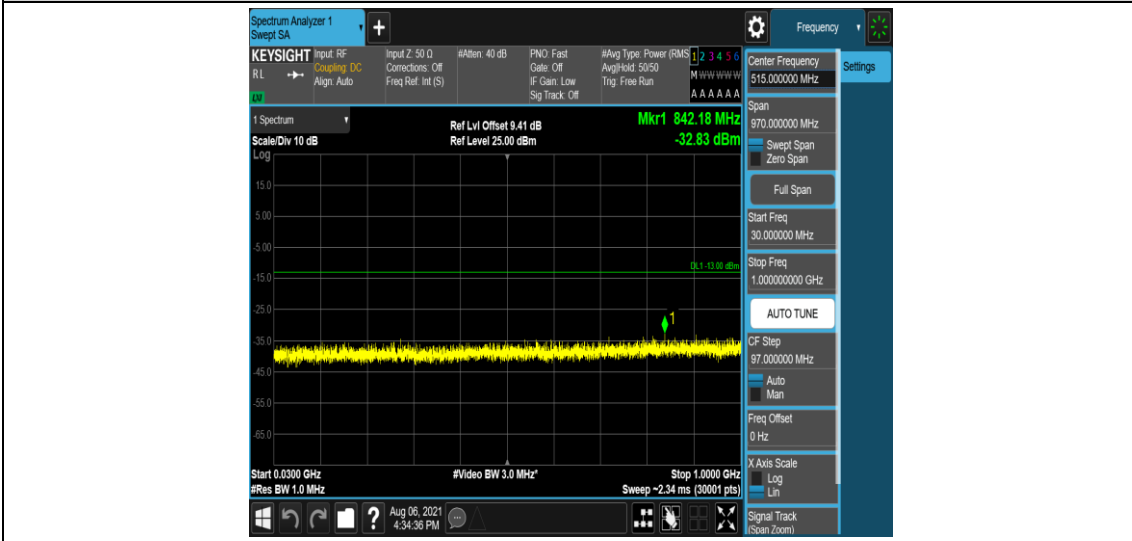 Spectrum Analyzer 1
Swept SA
+
Frequency
KEYSIGHT
RL
Input: RF
Coupling: DC
Align: Auto
Input Z: 50 Ω
Corrections: Off
Freq Ref: Int (S)
#Atten: 40 dB
PNO: Fast
Gate: Off
IF Gain: Low
Sig Track: Off
#Avg Type: Power (RMS
Avg|Hold: 50/50
Trig: Free Run
1 2 3 4 5 6
M W W W W W
A A A A A A
1 Spectrum
Scale/Div 10 dB
Log
Ref Lvl Offset 9.41 dB
Ref Level 25.00 dBm
Mkr1 842.18 MHz
-32.83 dBm
15.0
5.00
-5.00
-15.0
-25.0
-35.0
-45.0
-55.0
-65.0
DL1 -13.00 dBm
1
Start 0.0300 GHz
#Res BW 1.0 MHz
#Video BW 3.0 MHz*
Stop 1.0000 GHz
Sweep ~2.34 ms (30001 pts)
?
Aug 06, 2021
4:34:36 PM
Center Frequency
515.000000 MHz
Span
970.000000 MHz
Swept Span
Zero Span
Full Span
Start Freq
30.000000 MHz
Stop Freq
1.000000000 GHz
AUTO TUNE
CF Step
97.000000 MHz
Auto
Man
Freq Offset
0 Hz
X Axis Scale
Log
Lin
Signal Track
(Span Zoom)
Settings